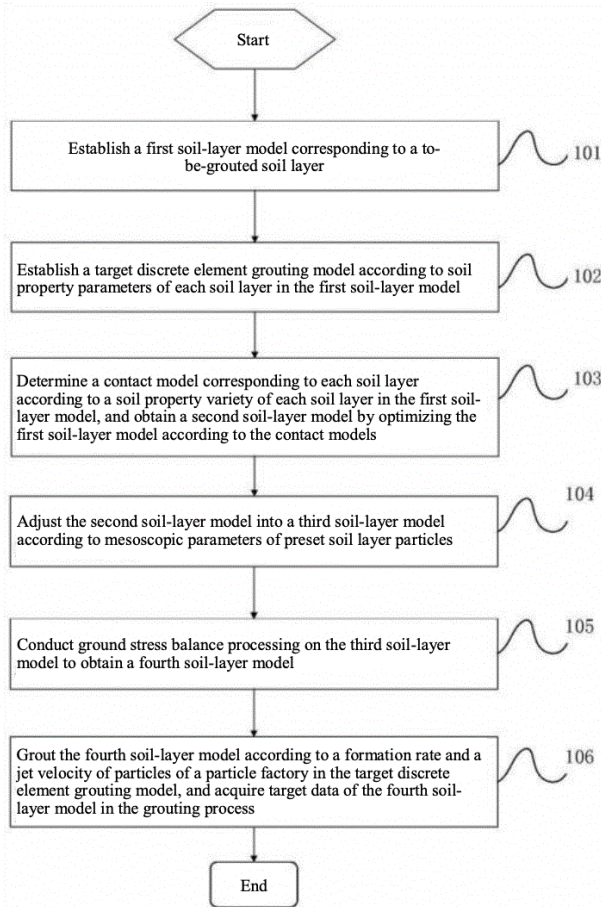 Start
Establish a first soil-layer model corresponding to a to-
be-grouted soil layer
101
Establish a target discrete element grouting model according to soil
property parameters of each soil layer in the first soil-layer model
102
Determine a contact model corresponding to each soil layer
according to a soil property variety of each soil layer in the first soil-
layer model, and obtain a second soil-layer model by optimizing the
first soil-layer model according to the contact models
103
Adjust the second soil-layer model into a third soil-layer model
according to mesoscopic parameters of preset soil layer particles
104
Conduct ground stress balance processing on the third soil-layer
model to obtain a fourth soil-layer model
105
Grout the fourth soil-layer model according to a formation rate and a
jet velocity of particles of a particle factory in the target discrete
element grouting model, and acquire target data of the fourth soil-
layer model in the grouting process
106
End